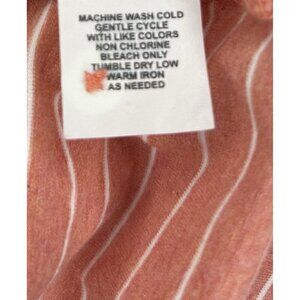 MACHINE WASH COLD
GENTLE CYCLE
WITH LIKE COLORS
NON CHLORINE
BLEACH ONLY
TUMBLE DRY LOW
WARM IRON
AS NEEDED